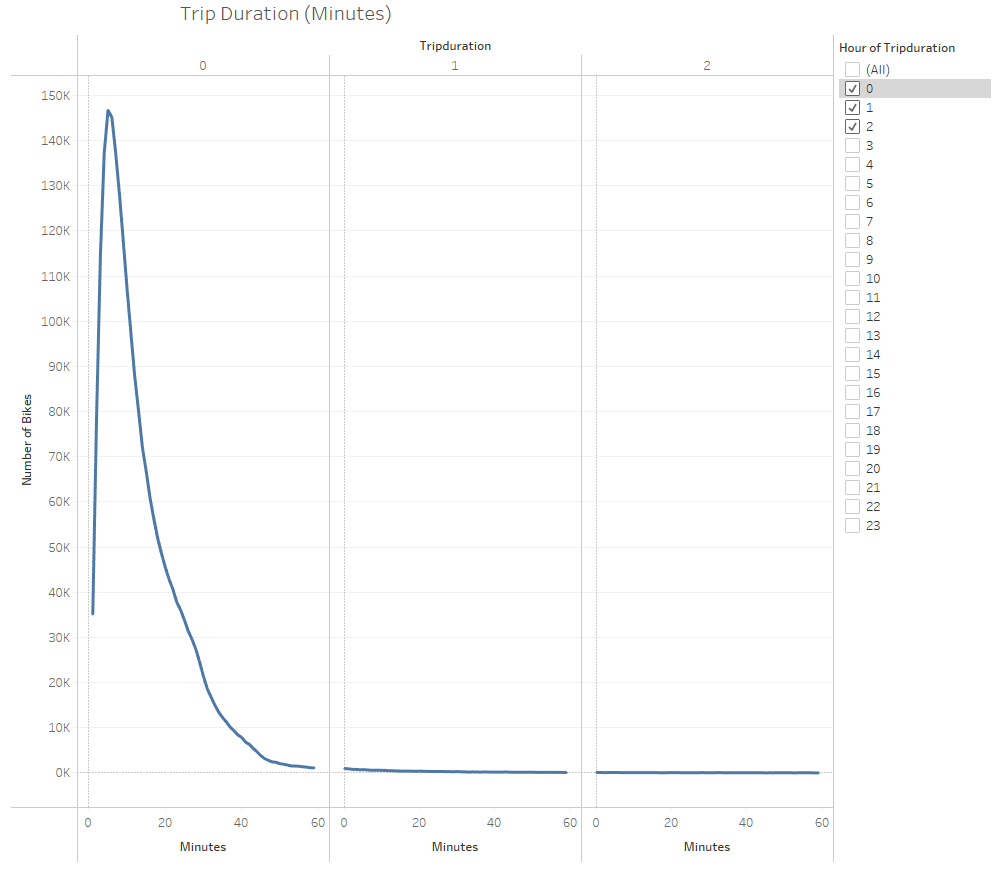 Trip Duration (Minutes)
Tripduration
0 1 2
150K
140K
130K
120K
110K
100K
90K
80K
70K
60K
50K
40K
30K
20K
10K
0K
Number of Bikes
0 20 40 60 0 20 40 60 0 20 40 60
Minutes Minutes Minutes
Hour of Tripduration
(All)
0
1
2
3
4
5
6
7
8
9
10
11
12
13
14
15
16
17
18
19
20
21
22
23